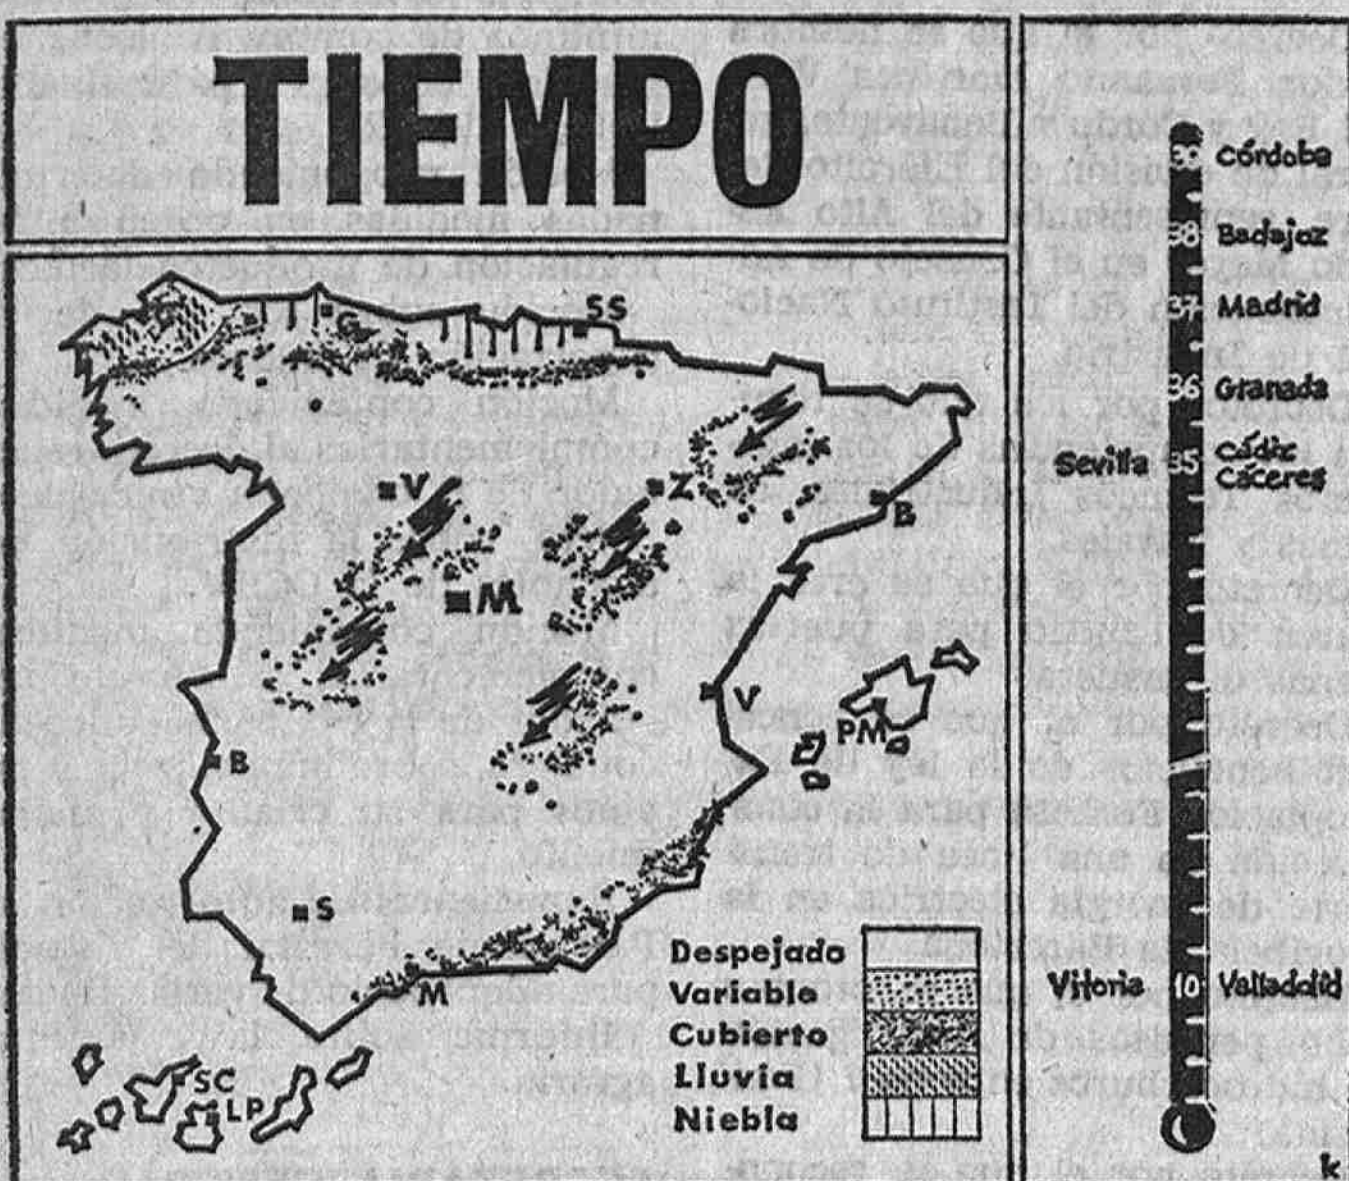 TIEMPO
C
G
SS
V
Z
B
M
V
PM
B
S
M
SC
LP
Despejado
Variable
Cubierto
Lluvia
Niebla
Córdoba
38 Badajoz
37 Madrid
36 Granada
Sevilla 35 Cádiz
Cáceres
Vitoria 10 Valladolid
k